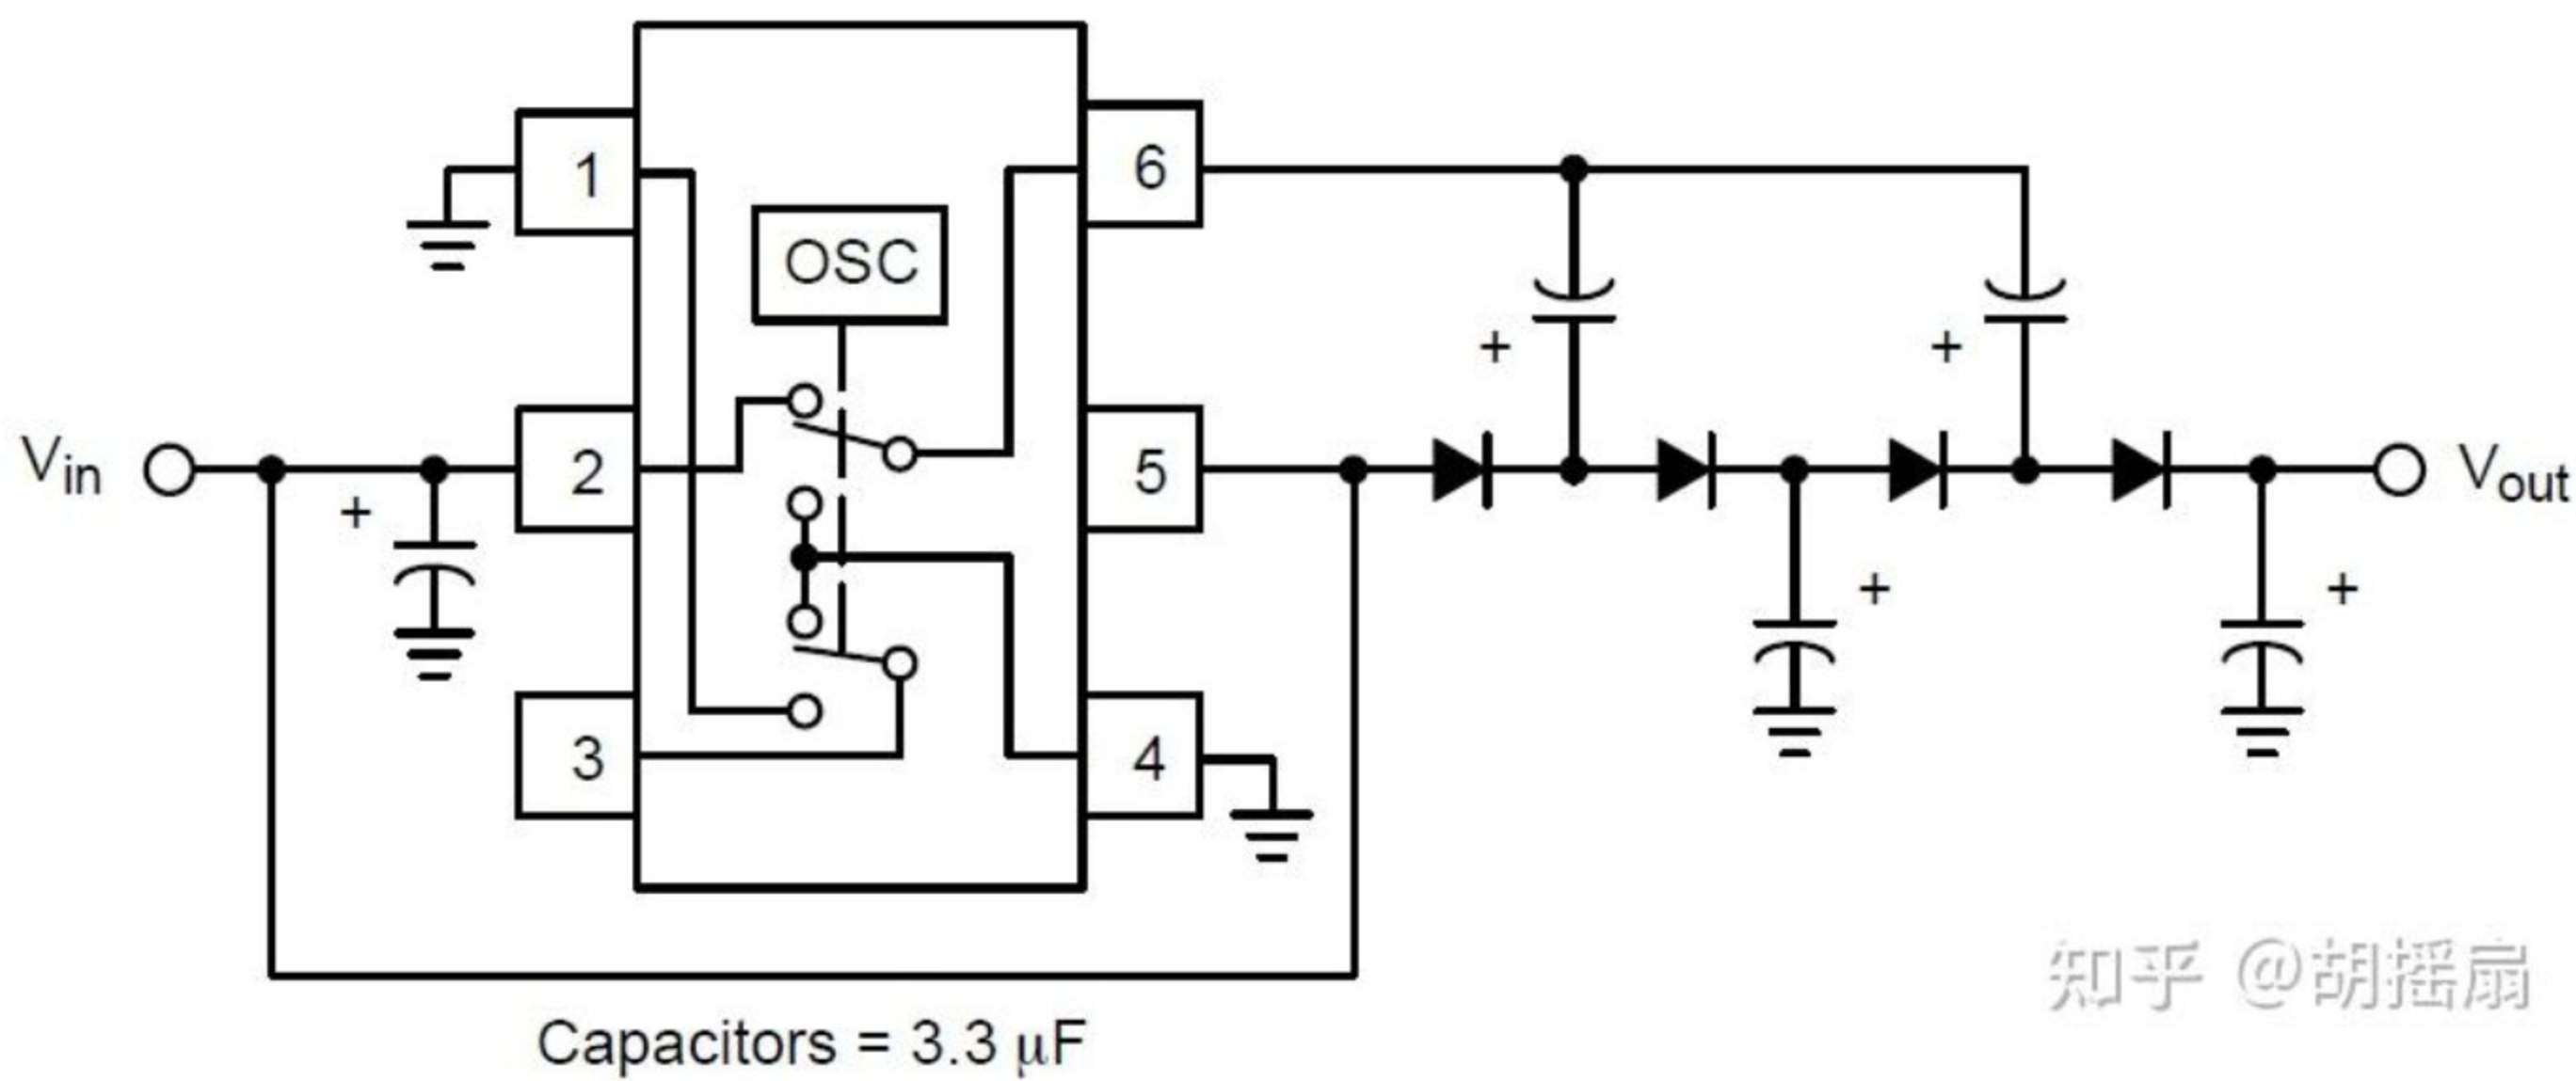 1
6
OSC
+
+
Vin
2
5
Vout
+
+
+
3
4
Capacitors = 3.3 µF
知乎 @胡摇扇